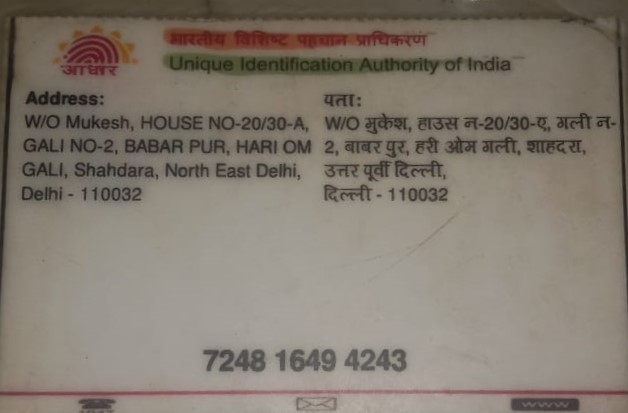 आधार
भारतीय विशिष्ट पहचान प्राधिकरण
Unique Identification Authority of India
Address:
W/O Mukesh, HOUSE NO-20/30-A,
GALI NO-2, BABAR PUR, HARI OM
GALI, Shahdara, North East Delhi,
Delhi - 110032
पता:
W/O मुकेश, हाउस न-20/30-ए, गली न-
2, बाबर पुर, हरी ओम गली, शाहदरा,
उत्तर पूर्वी दिल्ली,
दिल्ली - 110032
7248 1649 4243
www